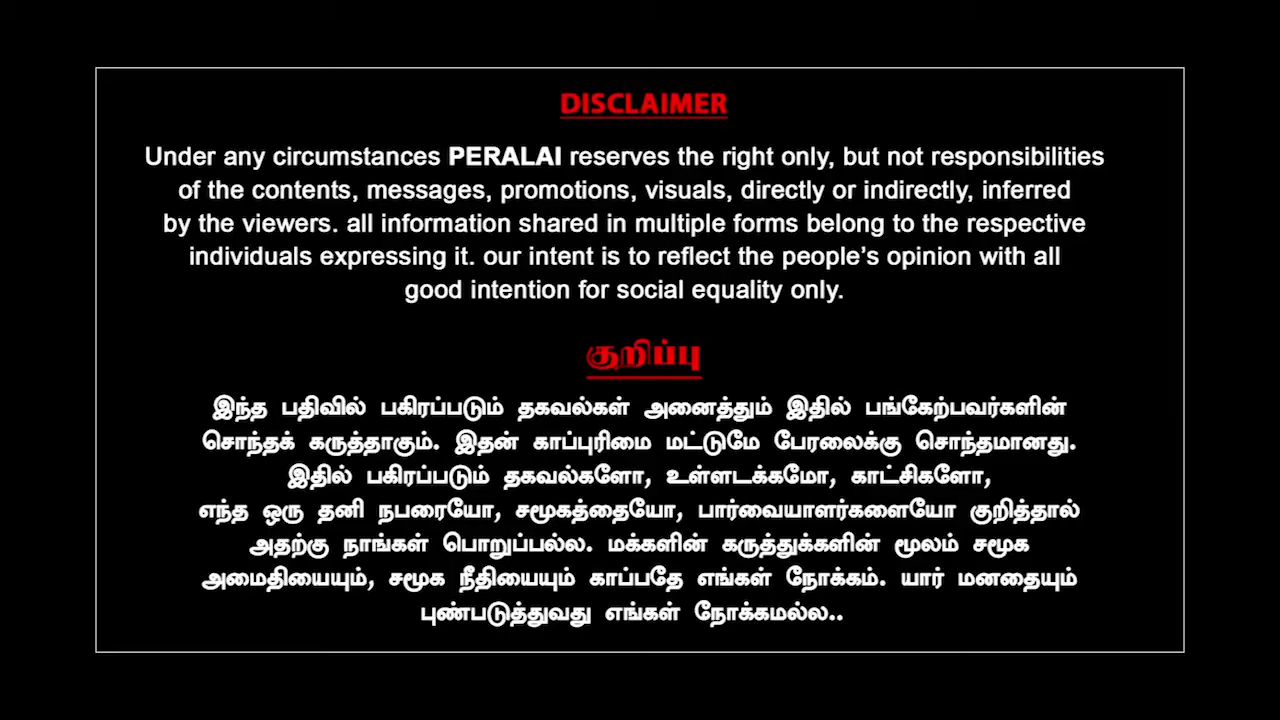 DISCLAIMER
Under any circumstances PERALAI reserves the right only, but not responsibilities
of the contents, messages, promotions, visuals, directly or indirectly, inferred
by the viewers. all information shared in multiple forms belong to the respective
individuals expressing it. our intent is to reflect the people's opinion with all
good intention for social equality only.
குறிப்பு
இந்த பதிவில் பகிரப்படும் தகவல்கள் அனைத்தும் இதில் பங்கேற்பவர்களின்
சொந்தக் கருத்தாகும். இதன் காப்புரிமை மட்டுமே பேரலைக்கு சொந்தமானது.
இதில் பகிரப்படும் தகவல்களோ, உள்ளடக்கமோ, காட்சிகளோ,
எந்த ஒரு தனி நபரையோ, சமூகத்தையோ, பார்வையாளர்களையோ குறித்தால்
அதற்கு நாங்கள் பொறுப்பல்ல. மக்களின் கருத்துக்களின் மூலம் சமூக
அமைதியையும், சமூக நீதியையும் காப்பதே எங்கள் நோக்கம். யார் மனதையும்
புண்படுத்துவது எங்கள் நோக்கமல்ல..